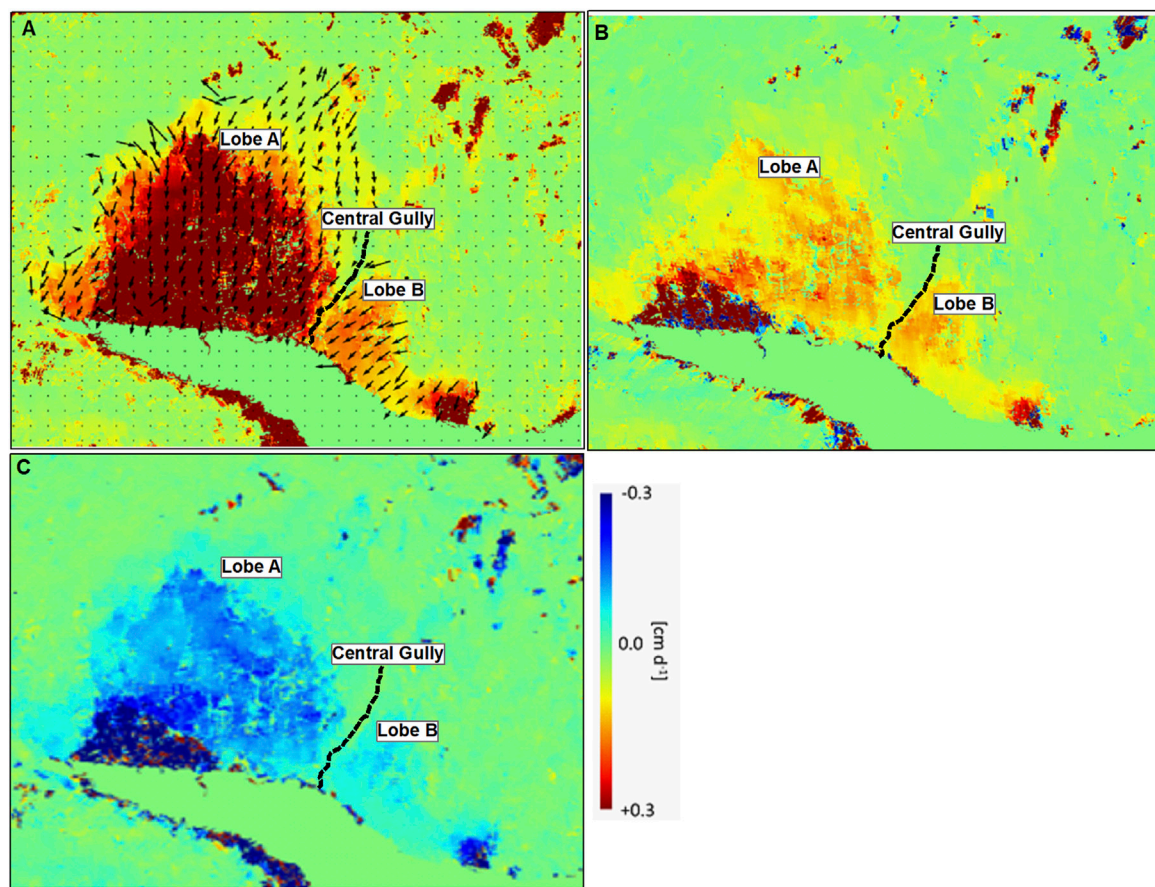 A
Lobe A
Central Gully
Lobe B
B
Lobe A
Central Gully
Lobe B
C
Lobe A
Central Gully
Lobe B
-0.3
0.0
+0.3
[cm d⁻¹]